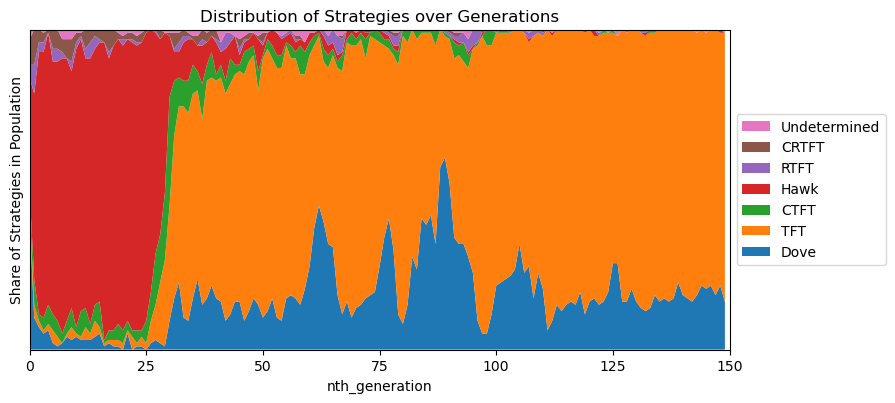 Distribution of Strategies over Generations
Share of Strategies in Population
0 25 50 75 100 125 150
nth_generation
Undetermined
CRTFT
RTFT
Hawk
CTFT
TFT
Dove